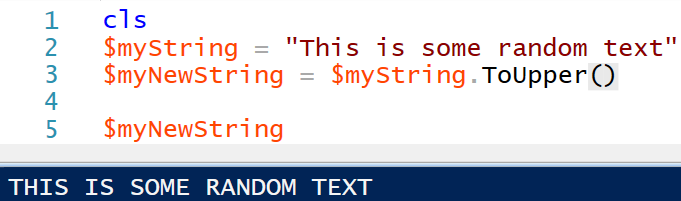 1 cls
2 $myString = "This is some random text"
3 $myNewString = $myString.ToUpper()
4
5 $myNewString
THIS IS SOME RANDOM TEXT